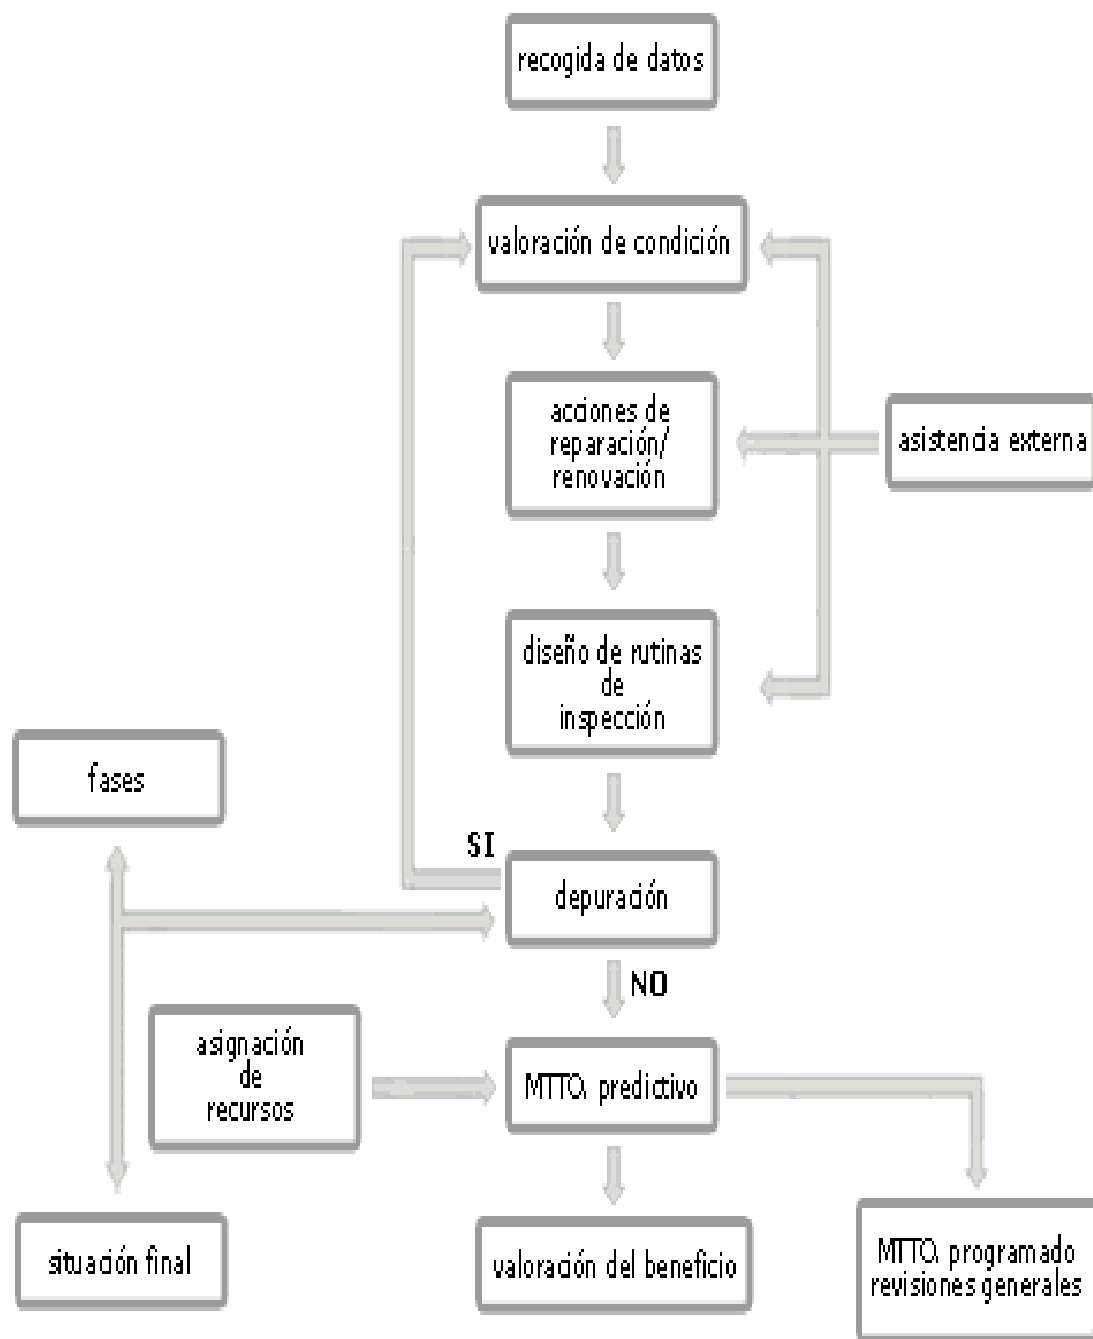 recogida de datos
valoración de condición
acciones de
reparación/
renovación
asistencia externa
diseño de rutinas
de
inspección
fases
SI
depuración
NO
asignación
de
recursos
MTTO. predictivo
situación final
valoración del beneficio
MTTO. programado
revisiones generales